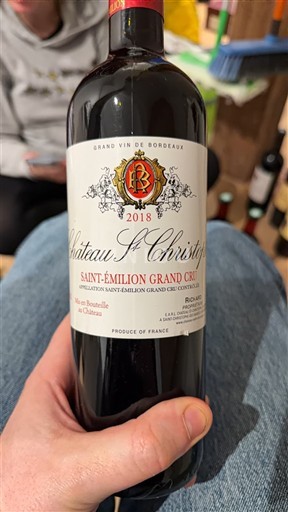 GRAND VIN DE BORDEAUX
2018
Château St Christo
SAINT-ÉMILION GRAND CRU
APPELLATION SAINT-ÉMILION GRAND CRU CONTRÔLÉE
Mis en Bouteille
au Château
RICHARD
PRODUCE OF FRANCE